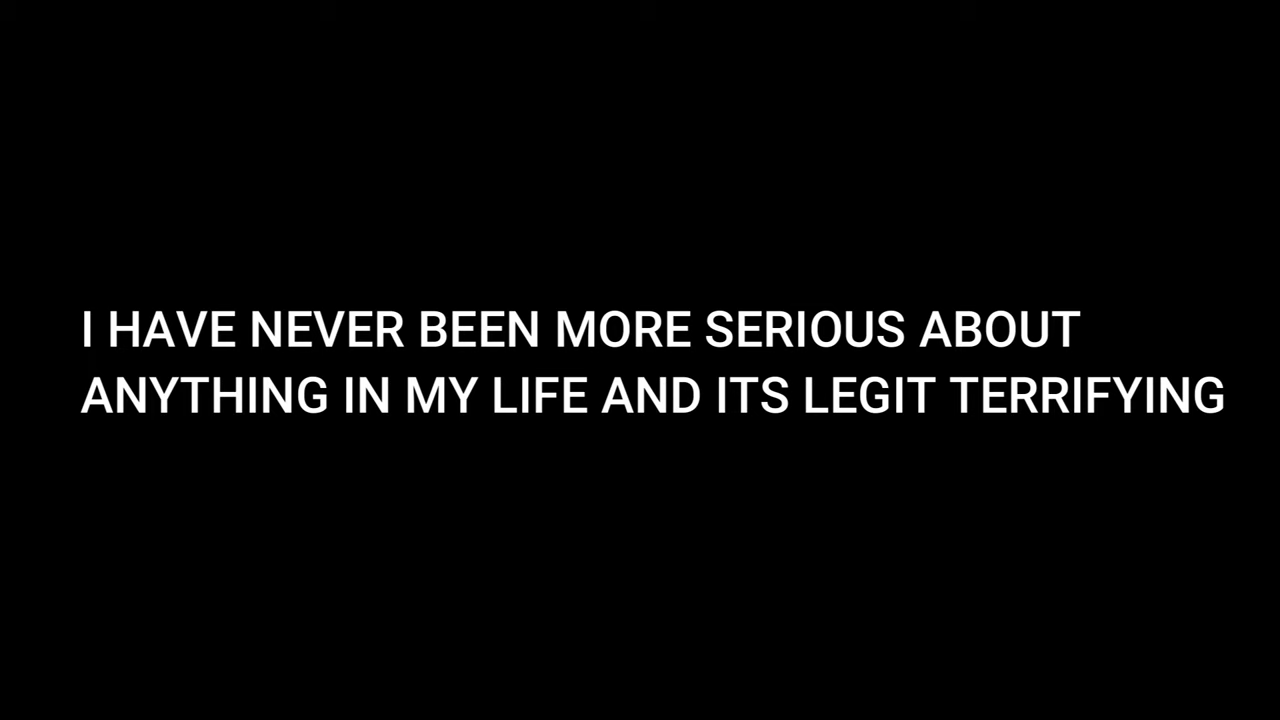 I HAVE NEVER BEEN MORE SERIOUS ABOUT
ANYTHING IN MY LIFE AND ITS LEGIT TERRIFYING